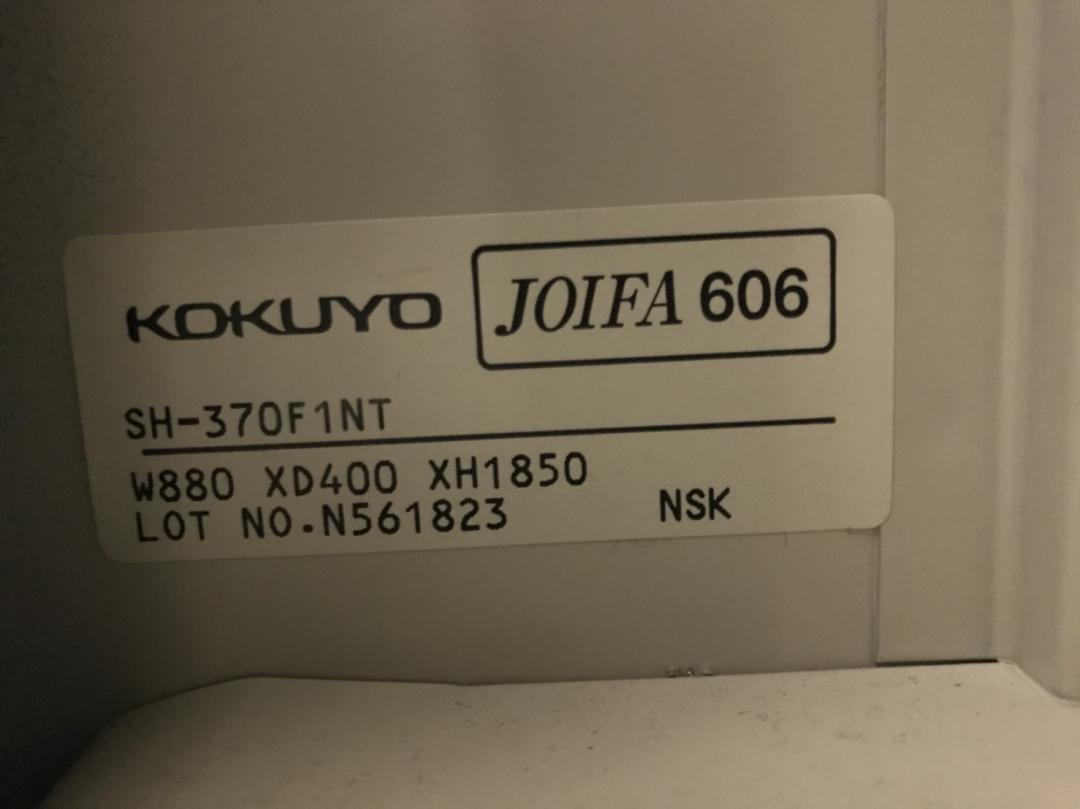 KOKUYO JOIFA 606
SH-370F1NT
W880 XD400 XH1850
LOT NO.N561823 NSK